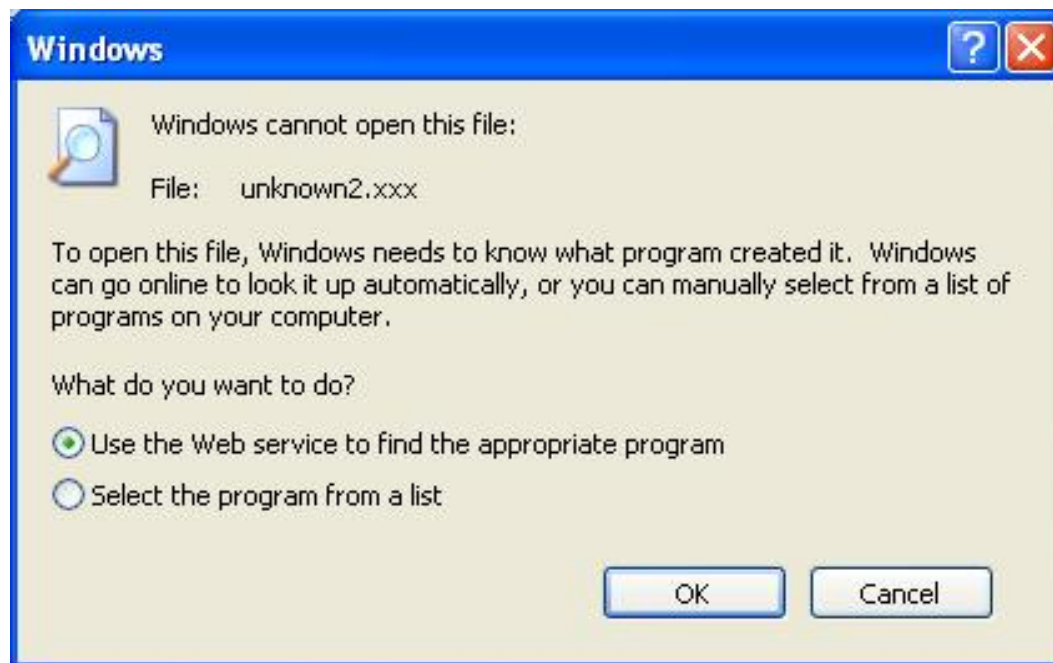 Windows
Windows cannot open this file:
File: unknown2.xxx
To open this file, Windows needs to know what program created it. Windows
can go online to look it up automatically, or you can manually select from a list of
programs on your computer.
What do you want to do?
Use the Web service to find the appropriate program
Select the program from a list
OK Cancel